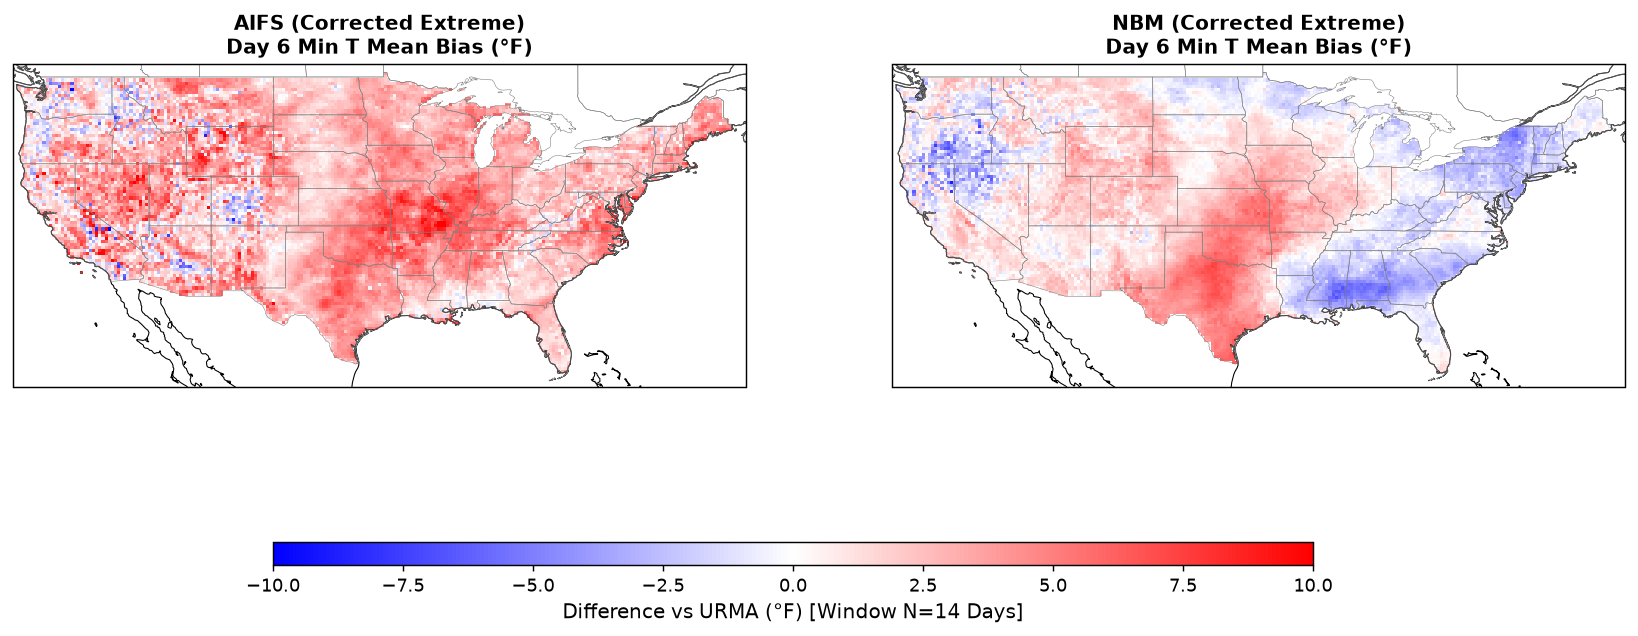 AIFS (Corrected Extreme)
Day 6 Min T Mean Bias (°F)
NBM (Corrected Extreme)
Day 6 Min T Mean Bias (°F)
−10.0 −7.5 −5.0 −2.5 0.0 2.5 5.0 7.5 10.0
Difference vs URMA (°F) [Window N=14 Days]